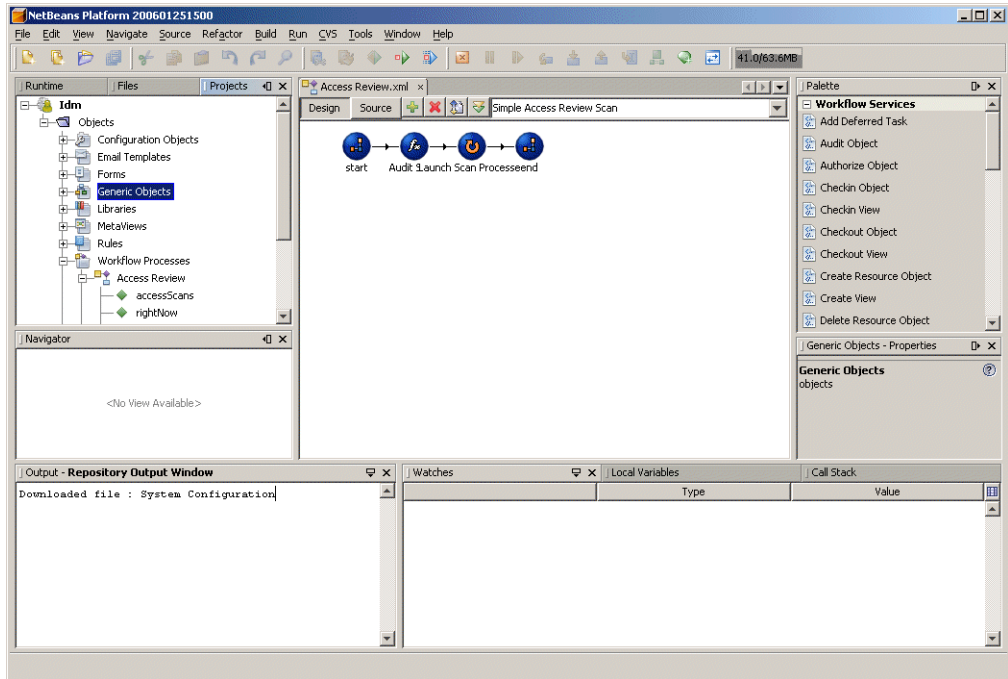 NetBeans Platform 200601251500
File Edit View Navigate Source Refactor Build Run CVS Tools Window Help
41.0/63.6MB
Runtime Files Projects
Idm
Objects
Configuration Objects
Email Templates
Forms
Generic Objects
Libraries
MetaViews
Rules
Workflow Processes
Access Review
accessScans
rightNow
Navigator
<No View Available>
Access Review.xml
Design Source Simple Access Review Scan
start Audit Launch Scan Processe end
Palette
Workflow Services
Add Deferred Task
Audit Object
Authorize Object
Checkin Object
Checkin View
Checkout Object
Checkout View
Create Resource Object
Create View
Delete Resource Object
Generic Objects - Properties
Generic Objects
objects
Output - Repository Output Window
Downloaded file : System Configuration
Watches Local Variables Call Stack
Type Value